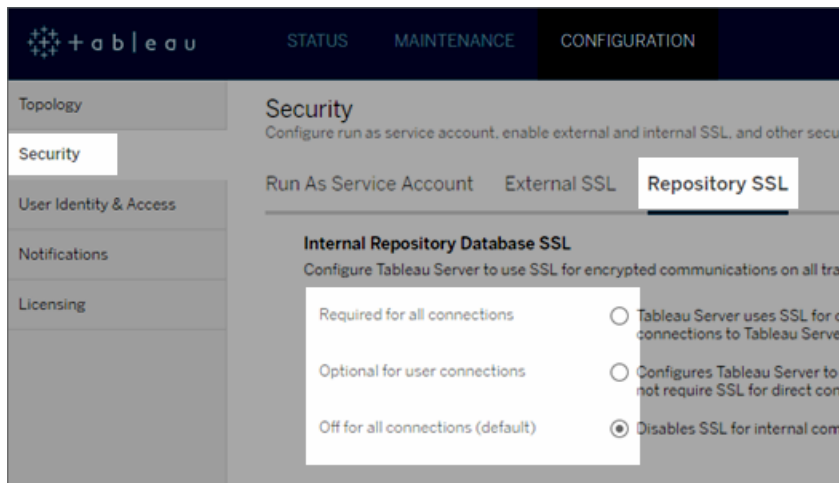 +ableau
STATUS MAINTENANCE CONFIGURATION
Topology
Security
User Identity & Access
Notifications
Licensing
Security
Configure run as service account, enable external and internal SSL, and other secu
Run As Service Account External SSL Repository SSL
Internal Repository Database SSL
Configure Tableau Server to use SSL for encrypted communications on all tra
Required for all connections
Tableau Server uses SSL for c
connections to Tableau Serve
Optional for user connections
Configures Tableau Server to
not require SSL for direct con
Off for all connections (default)
Disables SSL for internal com